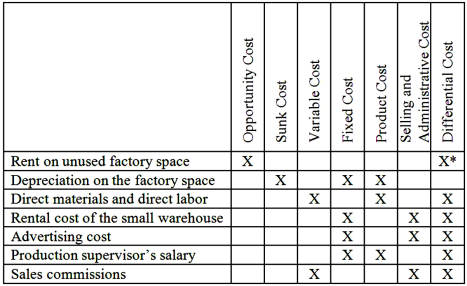 Opportunity Cost
Sunk Cost
Variable Cost
Fixed Cost
Product Cost
Selling and
Administrative Cost
Differential Cost
Rent on unused factory space X X*
Depreciation on the factory space X X X
Direct materials and direct labor X X X
Rental cost of the small warehouse X X X
Advertising cost X X X
Production supervisor's salary X X X
Sales commissions X X X